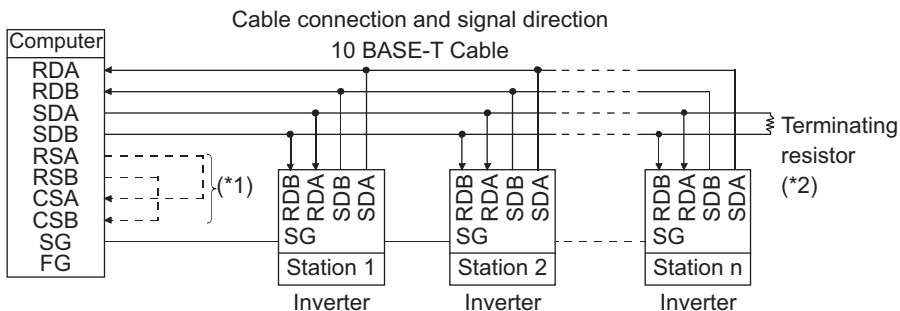 Cable connection and signal direction
10 BASE-T Cable
Computer
RDA
RDB
SDA
SDB
RSA
RSB
CSA
CSB
SG
FG
(*1)
RDB
RDA
SDB
SDA
SG
Station 1
Inverter
RDB
RDA
SDB
SDA
SG
Station 2
Inverter
RDB
RDA
SDB
SDA
SG
Station n
Inverter
Terminating
resistor
(*2)